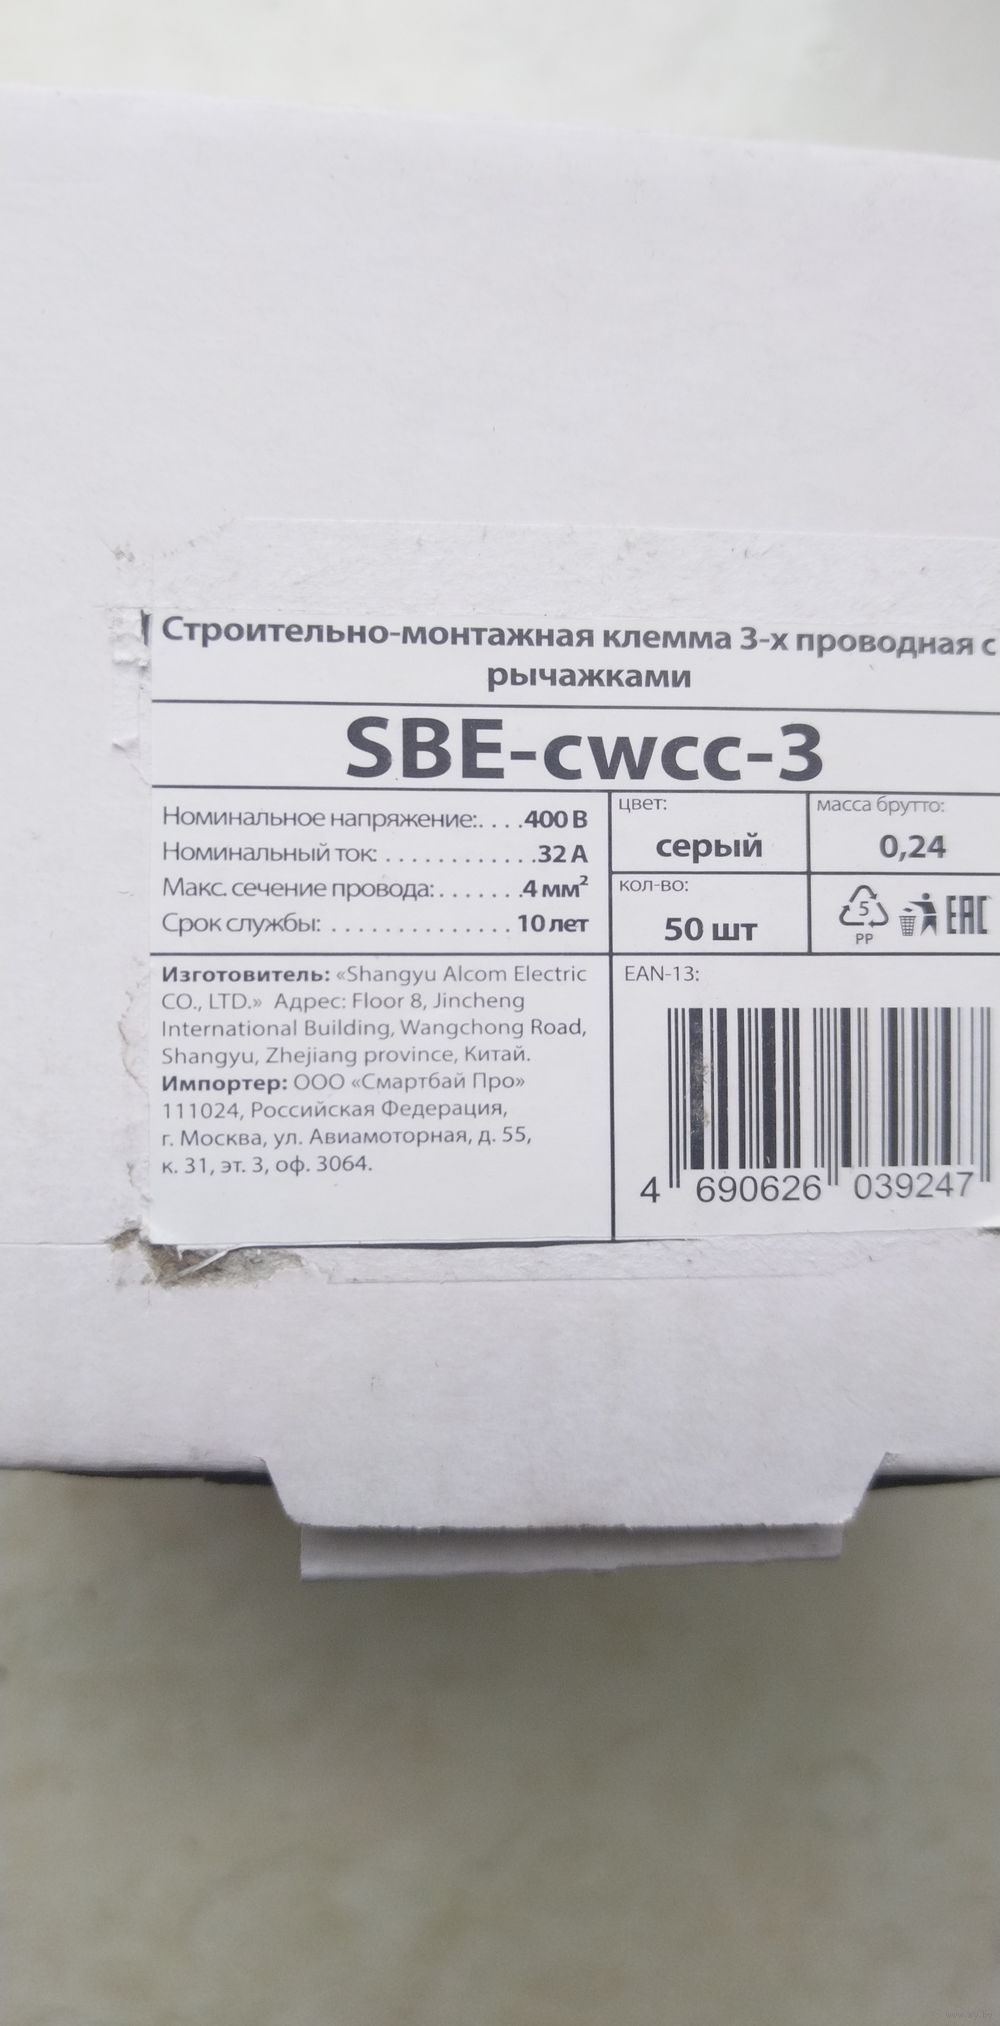 Строительно-монтажная клемма 3-х проводная с
рычажками
SBE-cwcc-3
Номинальное напряжение:. . . .400 В
Номинальный ток: . . . . . . . . . . . .32 А
Макс. сечение провода:. . . . . . .4 мм²
Срок службы: . . . . . . . . . . . . . . 10 лет
цвет:
серый
масса брутто:
0,24
кол-во:
50 шт
5
PP
EAC
Изготовитель: «Shangyu Alcom Electric
CO., LTD.» Адрес: Floor 8, Jincheng
International Building, Wangchong Road,
Shangyu, Zhejiang province, Китай.
Импортер: ООО «Смартбай Про»
111024, Российская Федерация,
г. Москва, ул. Авиамоторная, д. 55,
к. 31, эт. 3, оф. 3064.
EAN-13:
4 690626 039247